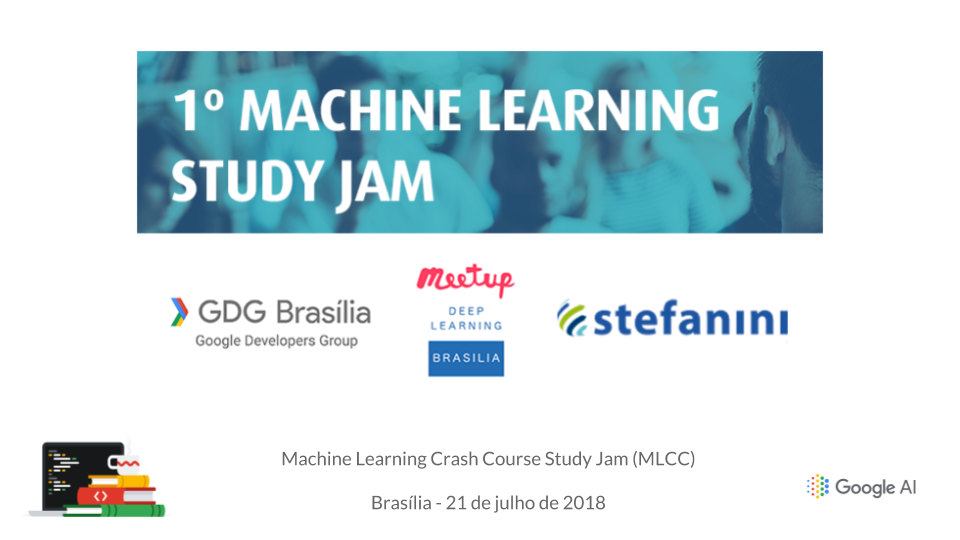 1º MACHINE LEARNING
STUDY JAM
GDG Brasília
Google Developers Group
Meetup
DEEP
LEARNING
BRASILIA
stefanini
Machine Learning Crash Course Study Jam (MLCC)
Brasília - 21 de julho de 2018
Google AI